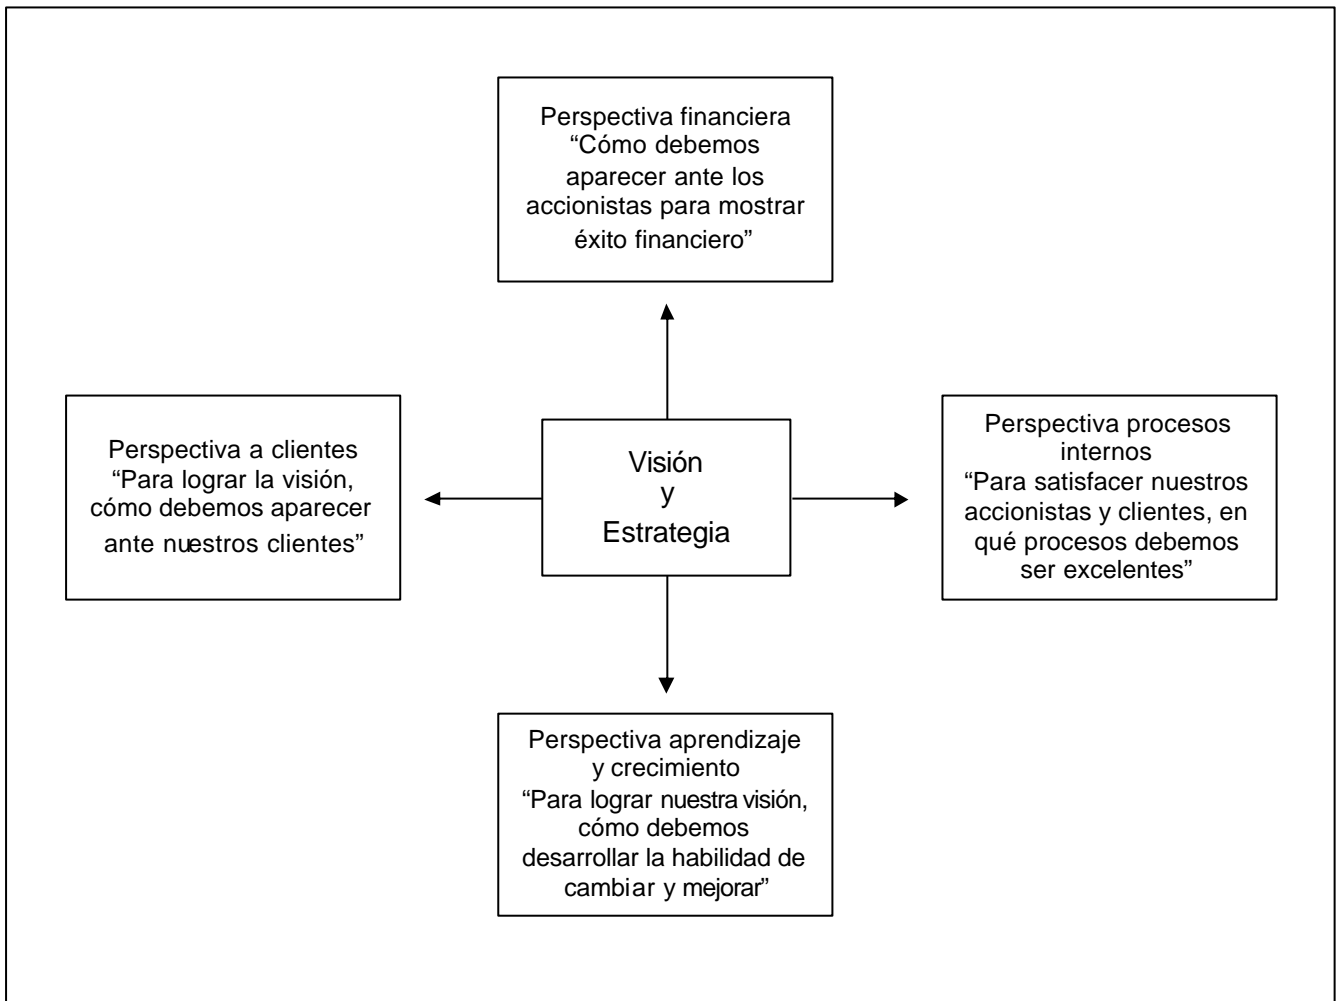 Perspectiva financiera
“Cómo debemos
aparecer ante los
accionistas para mostrar
éxito financiero”
Perspectiva a clientes
“Para lograr la visión,
cómo debemos aparecer
ante nuestros clientes”
Visión
y
Estrategia
Perspectiva procesos
internos
“Para satisfacer nuestros
accionistas y clientes, en
qué procesos debemos
ser excelentes”
Perspectiva aprendizaje
y crecimiento
“Para lograr nuestra visión,
cómo debemos
desarrollar la habilidad de
cambiar y mejorar”